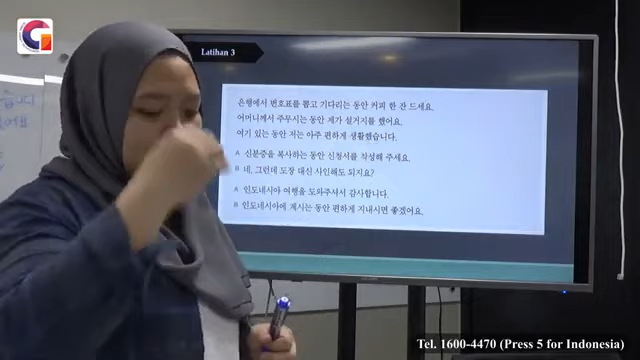 Latihan 3
은행에서 번호표를 뽑고 기다리는 동안 커피 한 잔 드세요.
어머니께서 주무시는 동안 제가 설거지를 했어요.
여기 있는 동안 저는 아주 편하게 생활했습니다.
A 신분증을 복사하는 동안 신청서를 작성해 주세요.
B 네, 그런데 도장 대신 사인해도 되지요?
A 인도네시아 여행을 도와주셔서 감사합니다.
B 인도네시아에 계시는 동안 편하게 지내시면 좋겠어요.
Tel. 1600-4470 (Press 5 for Indonesia)